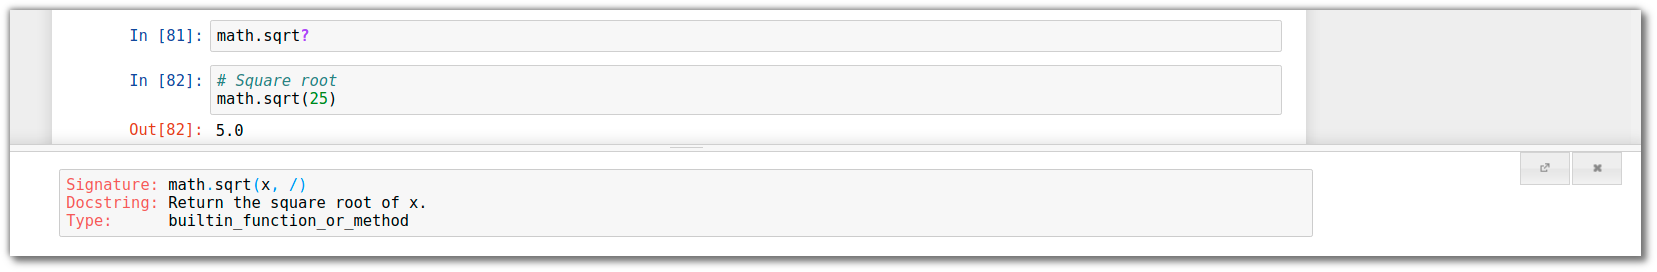 In [81]: math.sqrt?
In [82]: # Square root
math.sqrt(25)
Out[82]: 5.0
Signature: math.sqrt(x, /)
Docstring: Return the square root of x.
Type: builtin_function_or_method